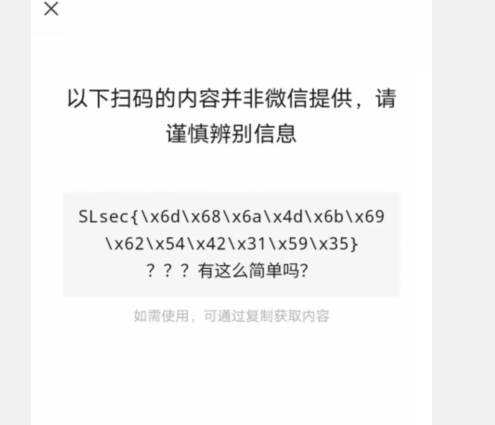 以下扫码的内容并非微信提供，请
谨慎辨别信息
SLsec{\x6d\x68\x6a\x4d\x6b\x69
\x62\x54\x42\x31\x59\x35}
？？？有这么简单吗？
如需使用，可通过复制获取内容